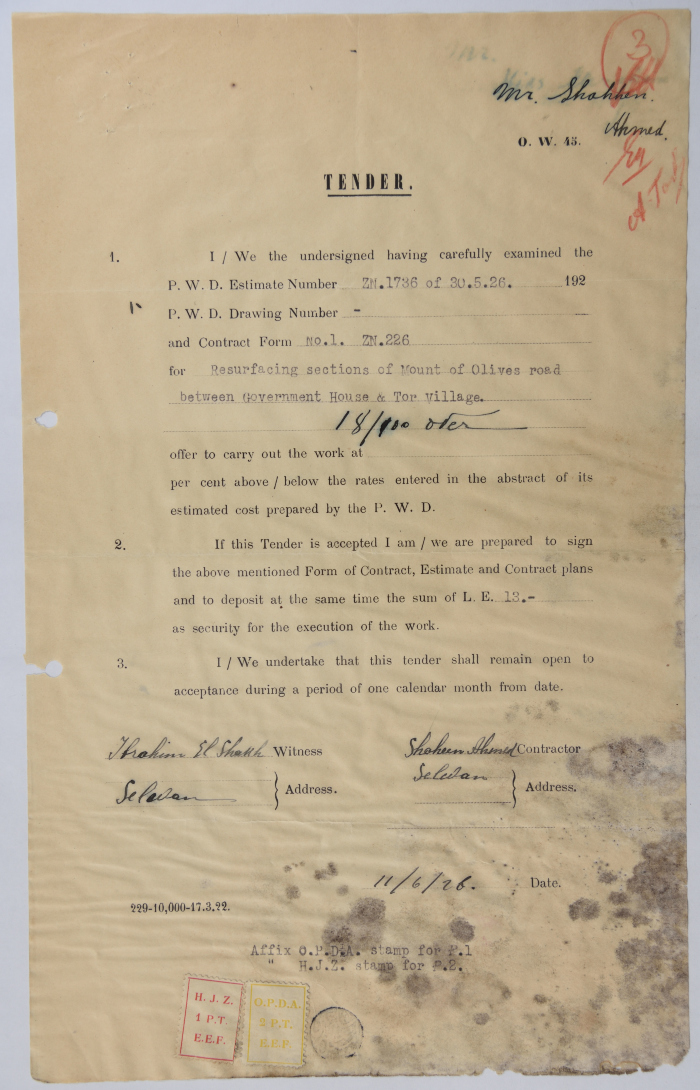 3
Mr. Shahhen.
Ahmed.
O. W. 45.
TENDER.
1. I / We the undersigned having carefully examined the
P. W. D. Estimate Number ZM.1736 of 30.5.26. 192
P. W. D. Drawing Number -
and Contract Form No.1. ZN.226
for Resurfacing sections of Mount of Olives road
between Government House & Tor Village.
18/100
offer to carry out the work at
per cent above / below the rates entered in the abstract of its
estimated cost prepared by the P. W. D.
2. If this Tender is accepted I am / we are prepared to sign
the above mentioned Form of Contract, Estimate and Contract plans
and to deposit at the same time the sum of L. E. 13.-
as security for the execution of the work.
3. I / We undertake that this tender shall remain open to
acceptance during a period of one calendar month from date.
Ibrahim El Shakh Witness Shaheen Ahmed Contractor
Selwan } Address. Selwan } Address.
11/6/26. Date.
229-10,000-17.3.22.
Affix O.P.D.A. stamp for P.1
" H.J.Z. stamp for P.2.
H. J. Z.
1 P.T.
E.E.F.
O.P.D.A.
2 P.T.
E.E.F.